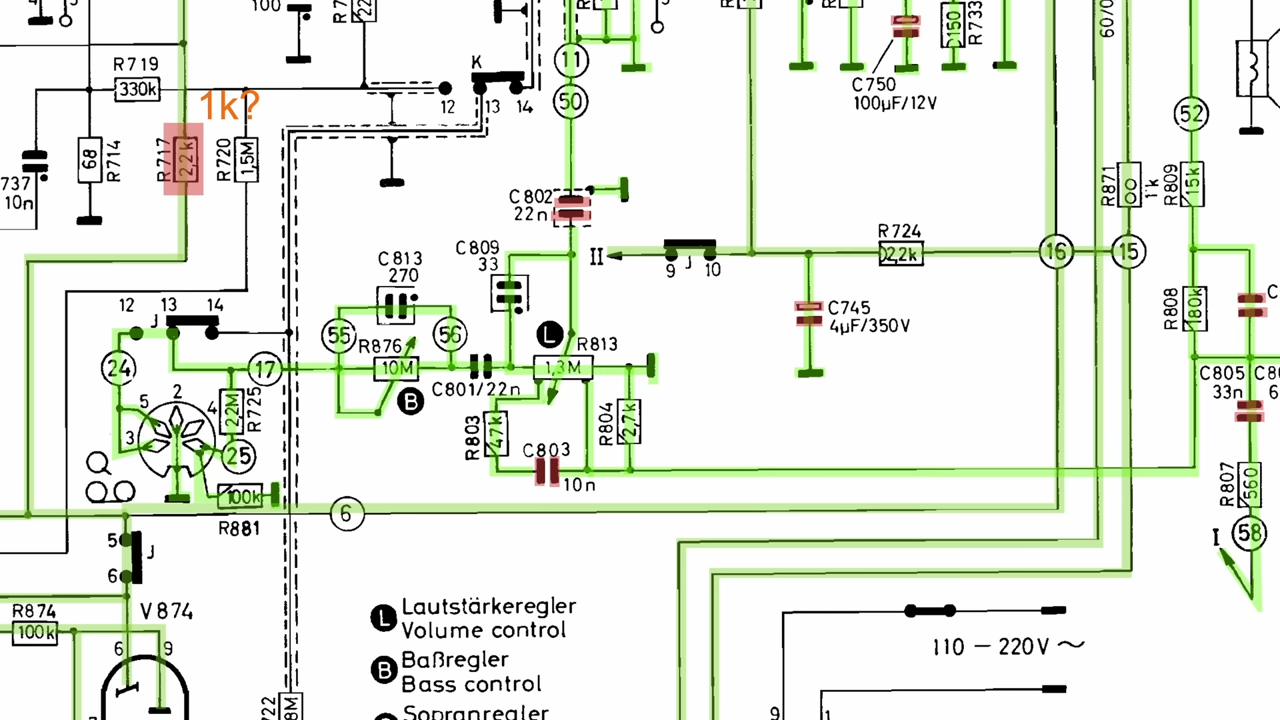 100
R719
330k
1k?
68
R714
R717
2,2k
R720
1,5M
737
10n
K
12
13
14
11
50
C802
22n
C750
100µF/12V
150
R733
60/0
52
R871
1k
R809
15k
II
9
J
10
R724
2,2k
16
15
C745
4µF/350V
R808
180k
C809
33
C813
270
12
J
13
14
55
56
L
R876
10M
R813
1,3M
24
17
C801/22n
B
2
5
4
3
2,2M
R725
25
R803
47k
R804
2,7k
C803
10n
C805
33n
6
R807
560
58
I
100k
R881
6
5
J
6
R874
100k
V874
6
9
L Lautstärkeregler
Volume control
B Baßregler
Bass control
Sopranregler
110 – 220V ~
722
8M
9
1